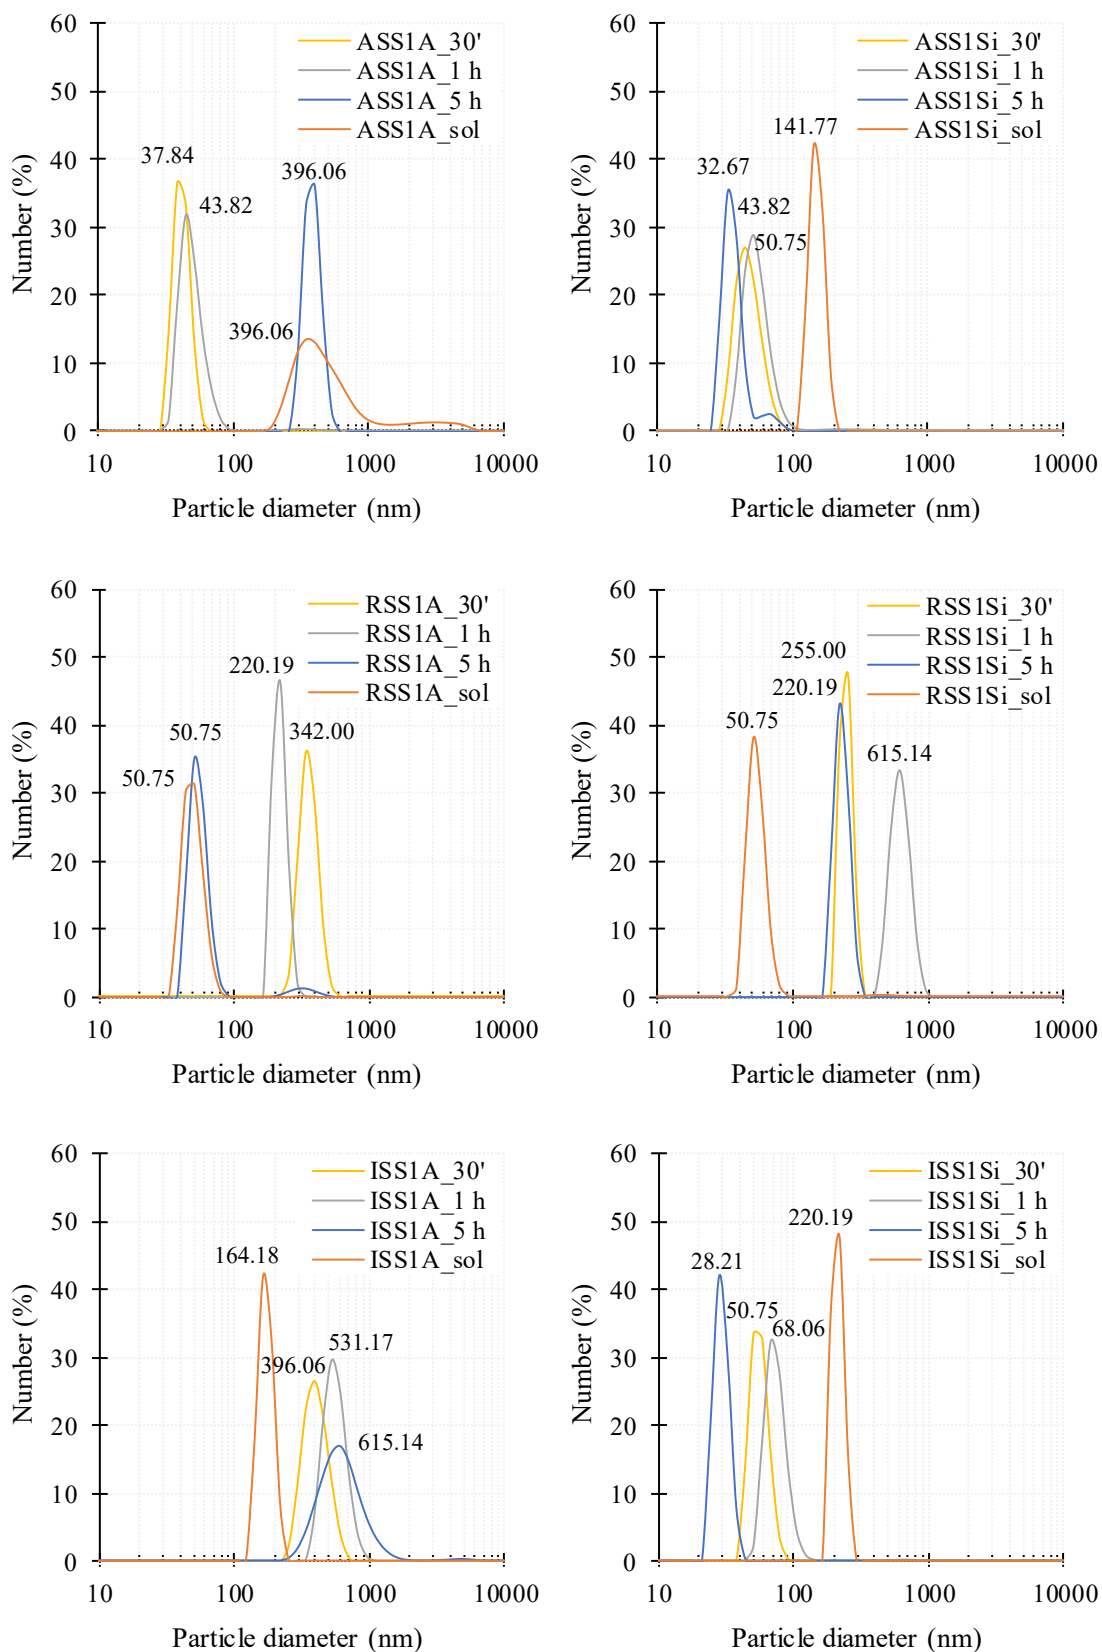 60
50
40
30
20
10
0
Number (%)
ASS1A_30'
ASS1A_1 h
ASS1A_5 h
ASS1A_sol
37.84
43.82
396.06
396.06
10
100
1000
10000
Particle diameter (nm)
60
50
40
30
20
10
0
Number (%)
ASS1Si_30'
ASS1Si_1 h
ASS1Si_5 h
ASS1Si_sol
141.77
32.67
43.82
50.75
10
100
1000
10000
Particle diameter (nm)
60
50
40
30
20
10
0
Number (%)
RSS1A_30'
RSS1A_1 h
RSS1A_5 h
RSS1A_sol
220.19
50.75
342.00
50.75
10
100
1000
10000
Particle diameter (nm)
60
50
40
30
20
10
0
Number (%)
RSS1Si_30'
RSS1Si_1 h
RSS1Si_5 h
RSS1Si_sol
255.00
220.19
50.75
615.14
10
100
1000
10000
Particle diameter (nm)
60
50
40
30
20
10
0
Number (%)
ISS1A_30'
ISS1A_1 h
ISS1A_5 h
ISS1A_sol
164.18
531.17
396.06
615.14
10
100
1000
10000
Particle diameter (nm)
60
50
40
30
20
10
0
Number (%)
ISS1Si_30'
ISS1Si_1 h
ISS1Si_5 h
ISS1Si_sol
220.19
28.21
50.75
68.06
10
100
1000
10000
Particle diameter (nm)